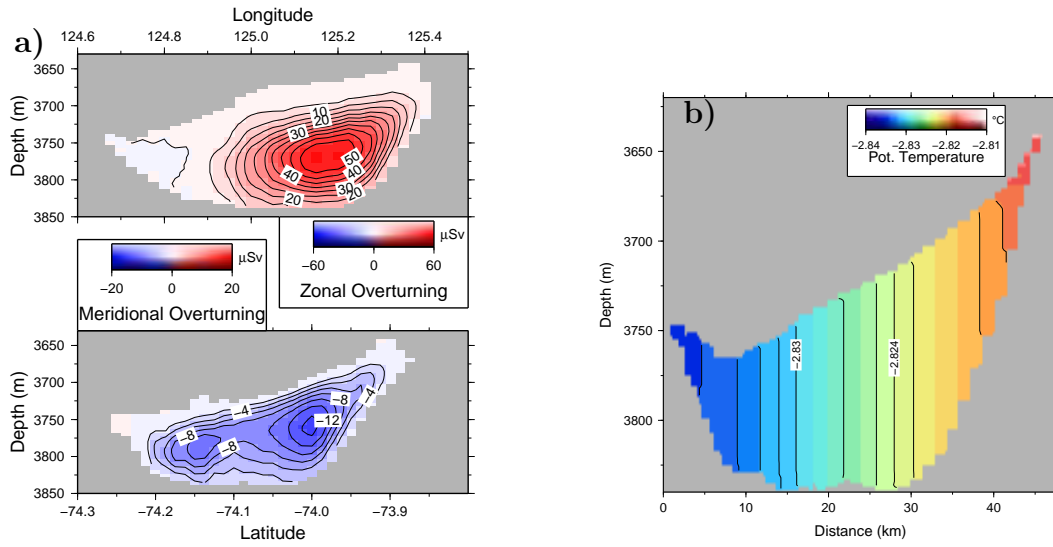 Longitude
124.6 124.8 125.0 125.2 125.4
a)
3650
3700
3750
3800
3850
Depth (m)
10
20
30
50
40
40
30
20
20
μSv
−20 0 20
Meridional Overturning
μSv
−60 0 60
Zonal Overturning
3650
3700
3750
3800
3850
Depth (m)
−4
−8
−4
−12
−8
−8
−74.3 −74.2 −74.1 −74.0 −73.9
Latitude
b)
°C
−2.84 −2.83 −2.82 −2.81
Pot. Temperature
3650
3700
3750
3800
Depth (m)
−2.83
−2.824
0 10 20 30 40
Distance (km)